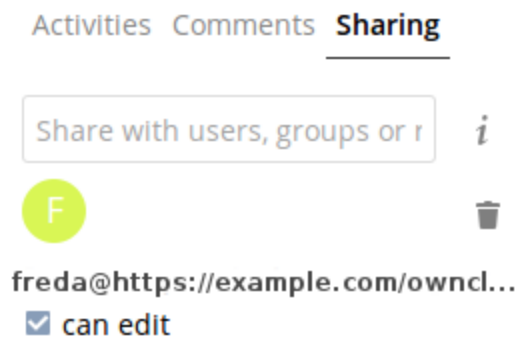 Activities Comments Sharing
Share with users, groups or r
F
freda@https://example.com/owncl...
can edit